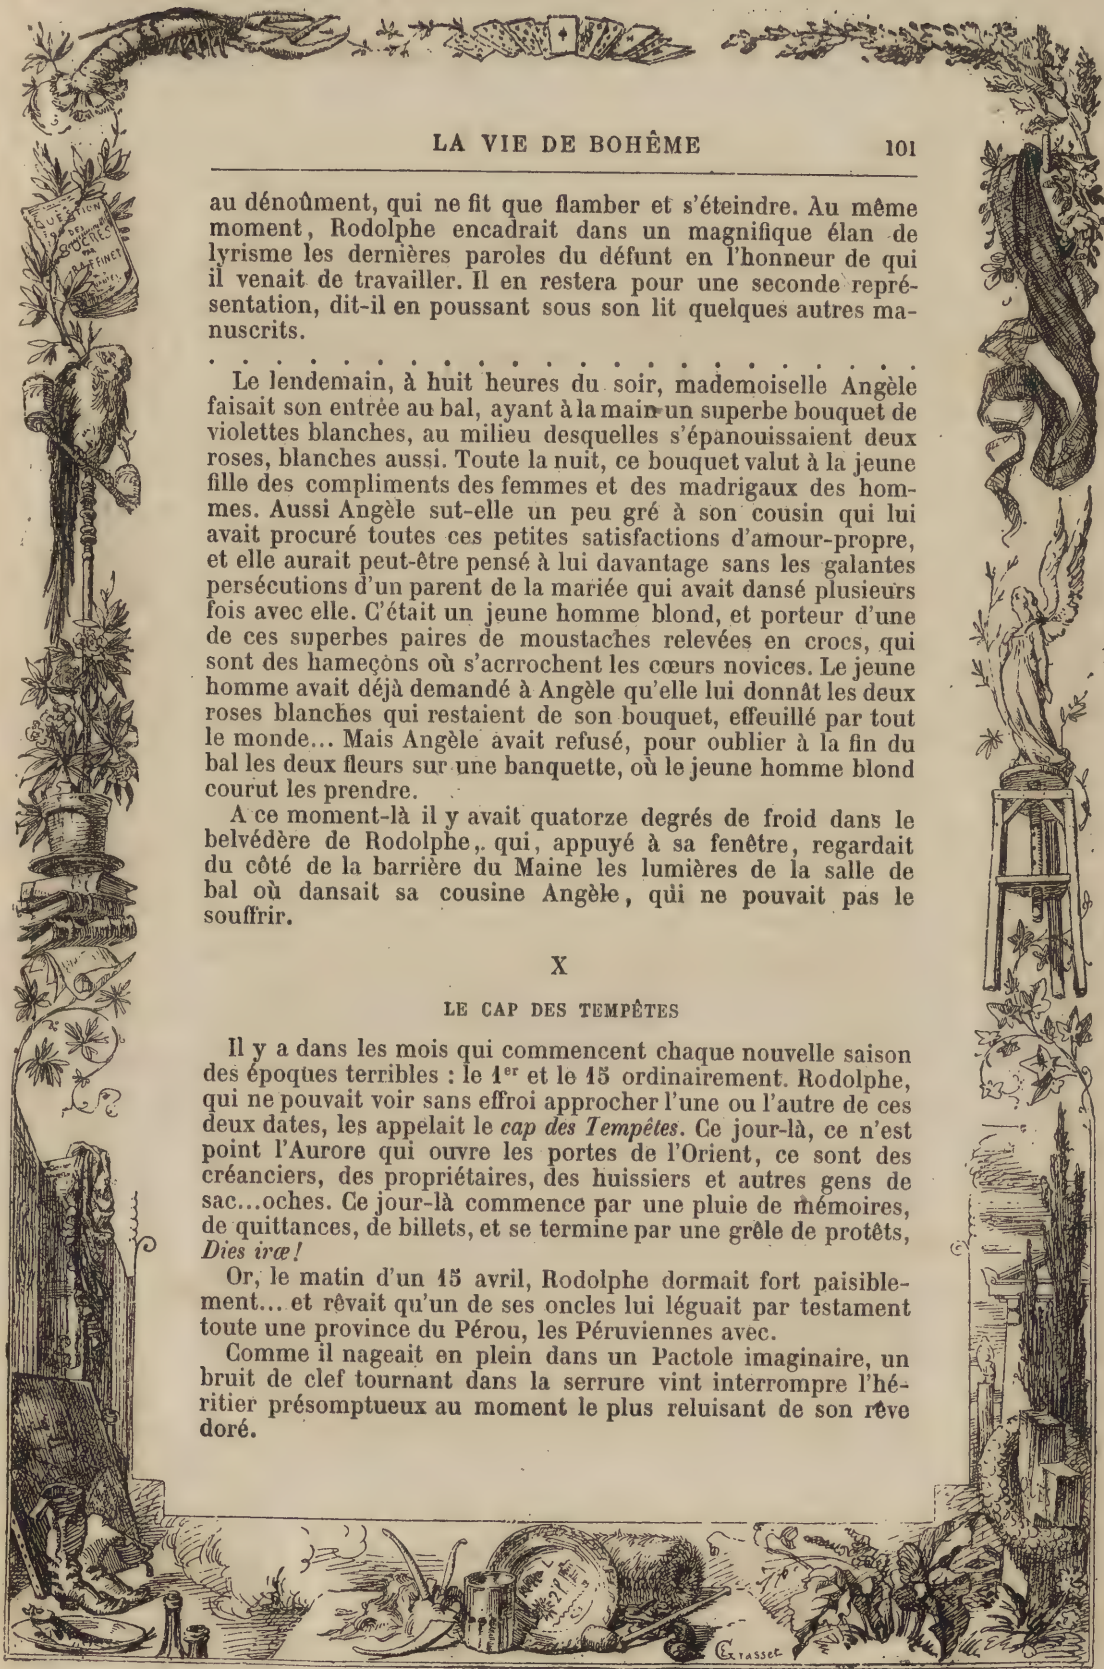 LA VIE DE BOHÊME 101
au dénoûment, qui ne fit que flamber et s'éteindre. Au même
moment, Rodolphe encadrait dans un magnifique élan de
lyrisme les dernières paroles du défunt en l'honneur de qui
il venait de travailler. Il en restera pour une seconde repré-
sentation, dit-il en poussant sous son lit quelques autres ma-
nuscrits.
. . . . . . . . . . . . . . . . . . . . . .
Le lendemain, à huit heures du soir, mademoiselle Angèle
faisait son entrée au bal, ayant à la main un superbe bouquet de
violettes blanches, au milieu desquelles s'épanouissaient deux
roses, blanches aussi. Toute la nuit, ce bouquet valut à la jeune
fille des compliments des femmes et des madrigaux des hom-
mes. Aussi Angèle sut-elle un peu gré à son cousin qui lui
avait procuré toutes ces petites satisfactions d'amour-propre,
et elle aurait peut-être pensé à lui davantage sans les galantes
persécutions d'un parent de la mariée qui avait dansé plusieurs
fois avec elle. C'était un jeune homme blond, et porteur d'une
de ces superbes paires de moustaches relevées en crocs, qui
sont des hameçons où s'acrrochent les cœurs novices. Le jeune
homme avait déjà demandé à Angèle qu'elle lui donnât les deux
roses blanches qui restaient de son bouquet, effeuillé par tout
le monde... Mais Angèle avait refusé, pour oublier à la fin du
bal les deux fleurs sur une banquette, où le jeune homme blond
courut les prendre.
A ce moment-là il y avait quatorze degrés de froid dans le
belvédère de Rodolphe, qui, appuyé à sa fenêtre, regardait
du côté de la barrière du Maine les lumières de la salle de
bal où dansait sa cousine Angèle, qui ne pouvait pas le
souffrir.
X
LE CAP DES TEMPÊTES
Il y a dans les mois qui commencent chaque nouvelle saison
des époques terribles : le 1er et le 15 ordinairement. Rodolphe,
qui ne pouvait voir sans effroi approcher l'une ou l'autre de ces
deux dates, les appelait le cap des Tempêtes. Ce jour-là, ce n'est
point l'Aurore qui ouvre les portes de l'Orient, ce sont des
créanciers, des propriétaires, des huissiers et autres gens de
sac...oches. Ce jour-là commence par une pluie de mémoires,
de quittances, de billets, et se termine par une grêle de protêts,
Dies iræ!
Or, le matin d'un 15 avril, Rodolphe dormait fort paisible-
ment... et rêvait qu'un de ses oncles lui léguait par testament
toute une province du Pérou, les Péruviennes avec.
Comme il nageait en plein dans un Pactole imaginaire, un
bruit de clef tournant dans la serrure vint interrompre l'hé-
ritier présomptueux au moment le plus reluisant de son rêve
doré.
QUESTION
DES
PAR
RAFFINET
Grasset